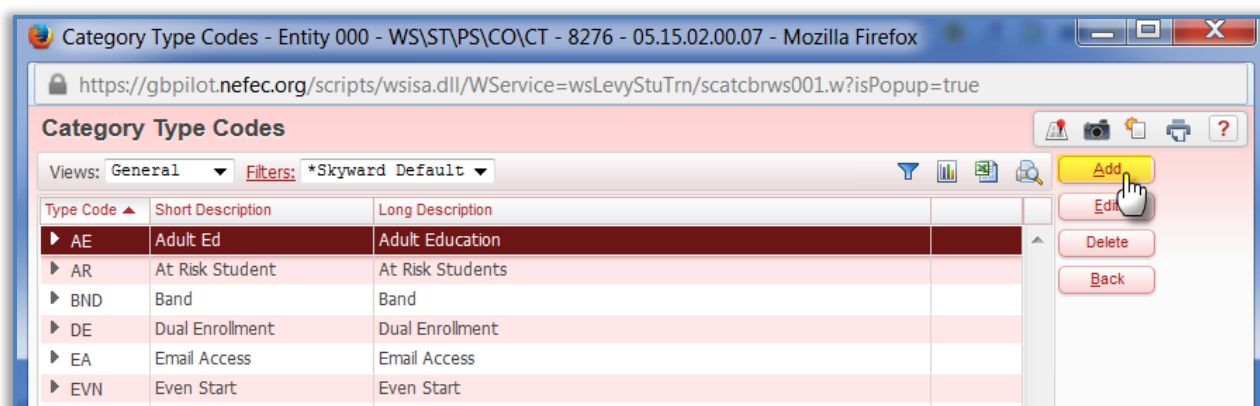 Category Type Codes - Entity 000 - WS\ST\PS\CO\CT - 8276 - 05.15.02.00.07 - Mozilla Firefox
https://gbpilot.nefec.org/scripts/wsisa.dll/WService=wsLevyStuTrn/scatcbrws001.w?isPopup=true
Category Type Codes
?
Views: General Filters: *Skyward Default
Add
Type Code Short Description Long Description
Edit
AE Adult Ed Adult Education
Delete
AR At Risk Student At Risk Students
Back
BND Band Band
DE Dual Enrollment Dual Enrollment
EA Email Access Email Access
EVN Even Start Even Start